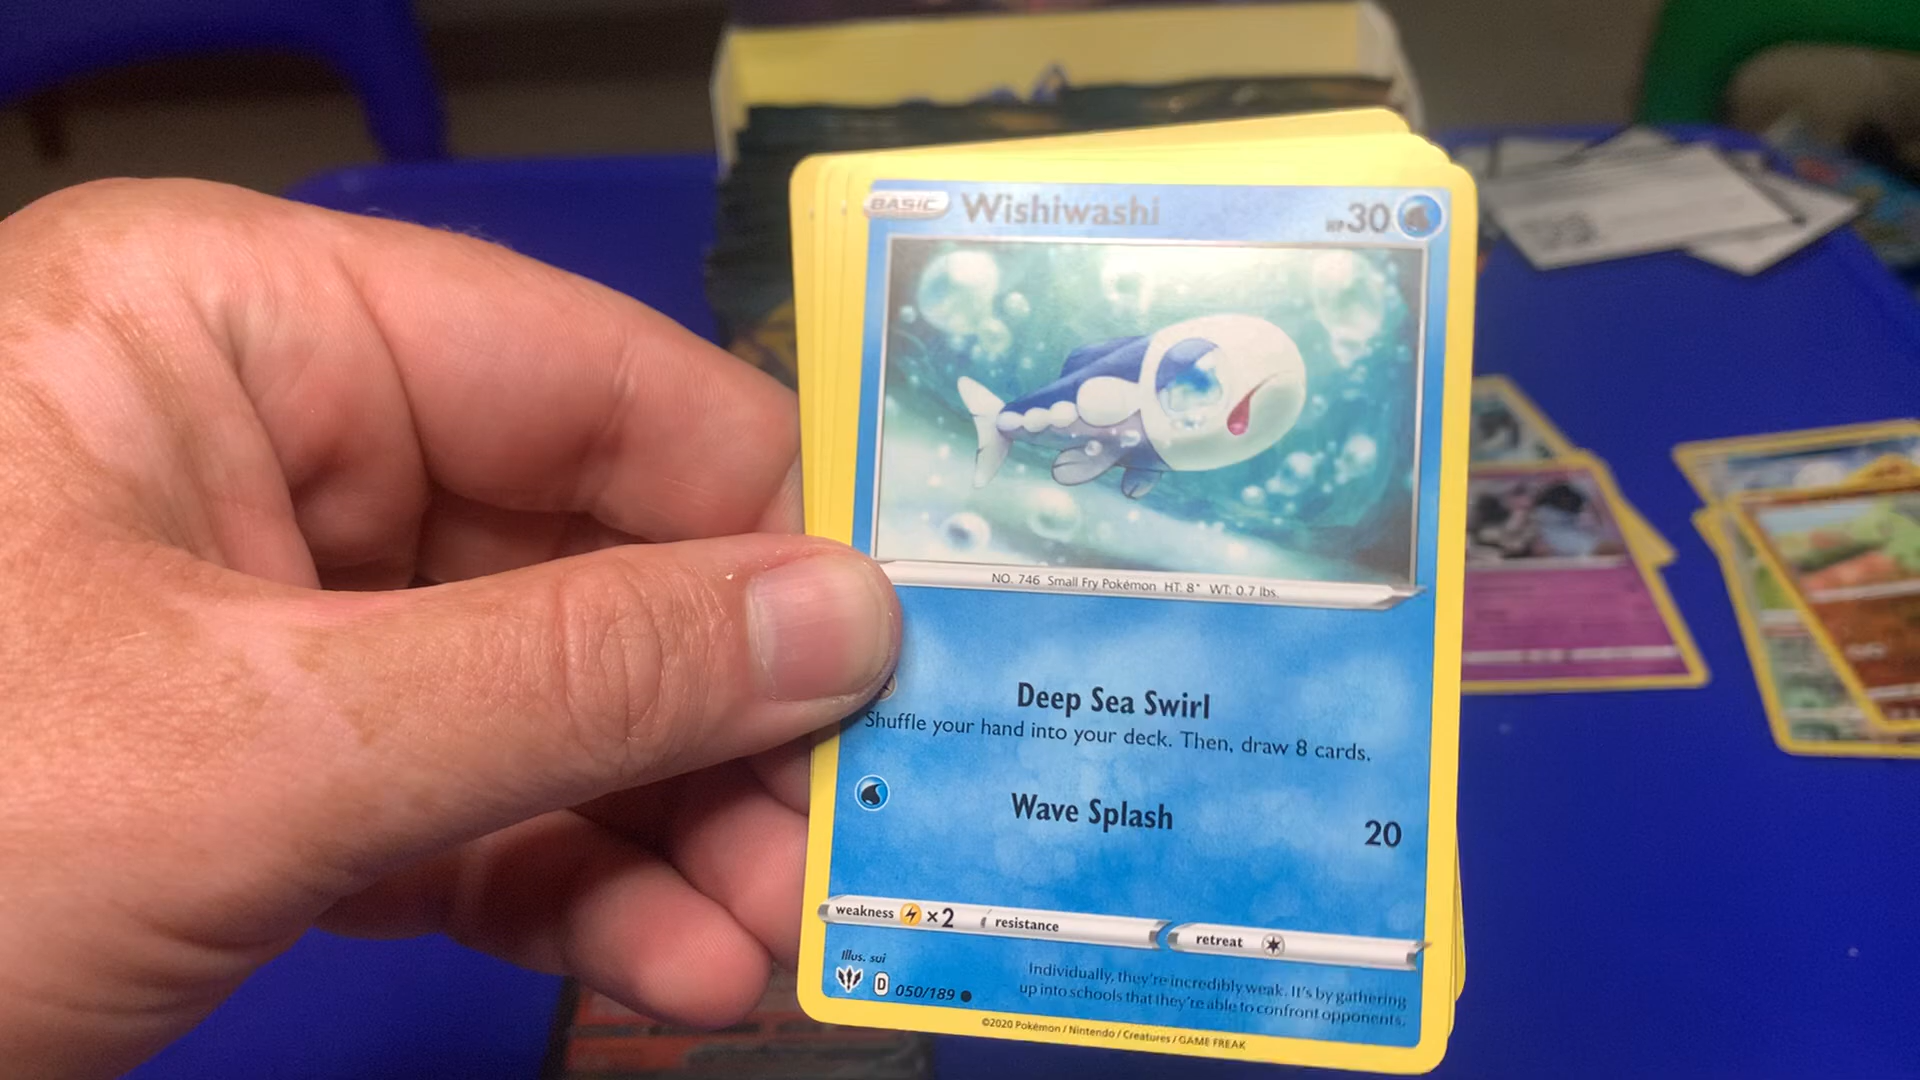 BASIC Wishiwashi HP 30
NO. 746 Small Fry Pokémon HT: 8" WT: 0.7 lbs.
Deep Sea Swirl
Shuffle your hand into your deck. Then, draw 8 cards.
Wave Splash 20
weakness ×2 resistance retreat
Illus. sui
D 050/189
Individually, they're incredibly weak. It's by gathering
up into schools that they're able to confront opponents.
©2020 Pokémon / Nintendo / Creatures / GAME FREAK